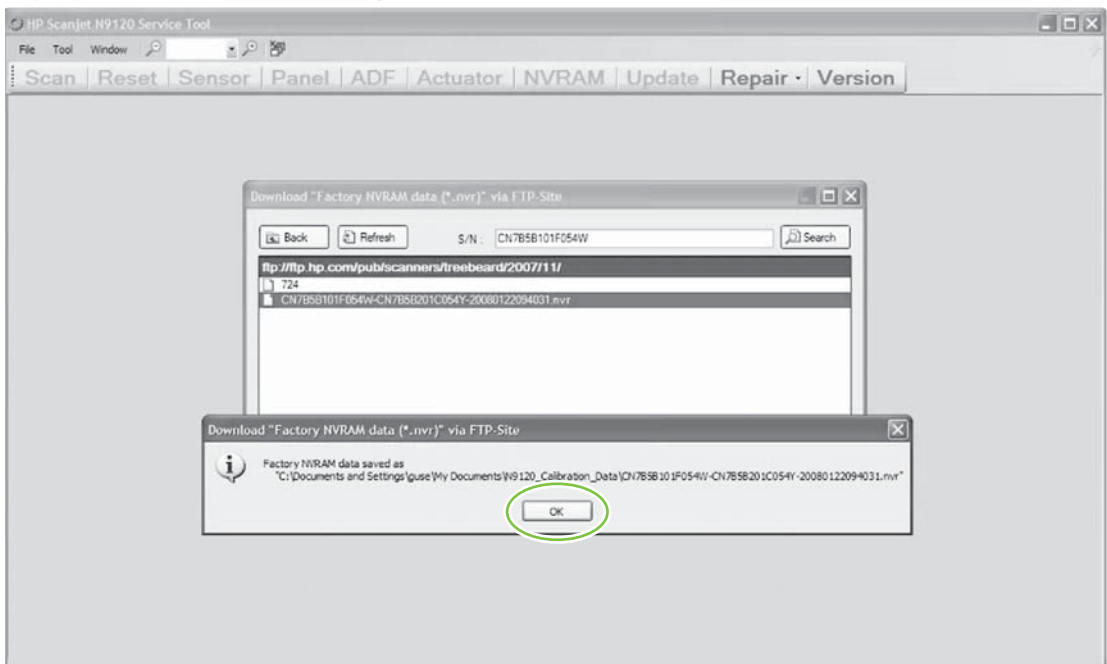 HP Scanjet N9120 Service Tool
File Tool Window
Scan Reset Sensor Panel ADF Actuator NVRAM Update Repair Version
Download "Factory NVRAM data (*.nvr)" via FTP-Site
Back Refresh S/N : CN7B5B101F054W Search
ftp://ftp.hp.com/pub/scanners/treebeard/2007/11/
724
CN7B5B101F054W-CN7B5B201C054Y-20080122094031.nvr
Download "Factory NVRAM data (*.nvr)" via FTP-Site
Factory NVRAM data saved as
"C:\Documents and Settings\guse\My Documents\N9120_Calibration_Data\CN7B5B101F054W-CN7B5B201C054Y-20080122094031.nvr"
OK